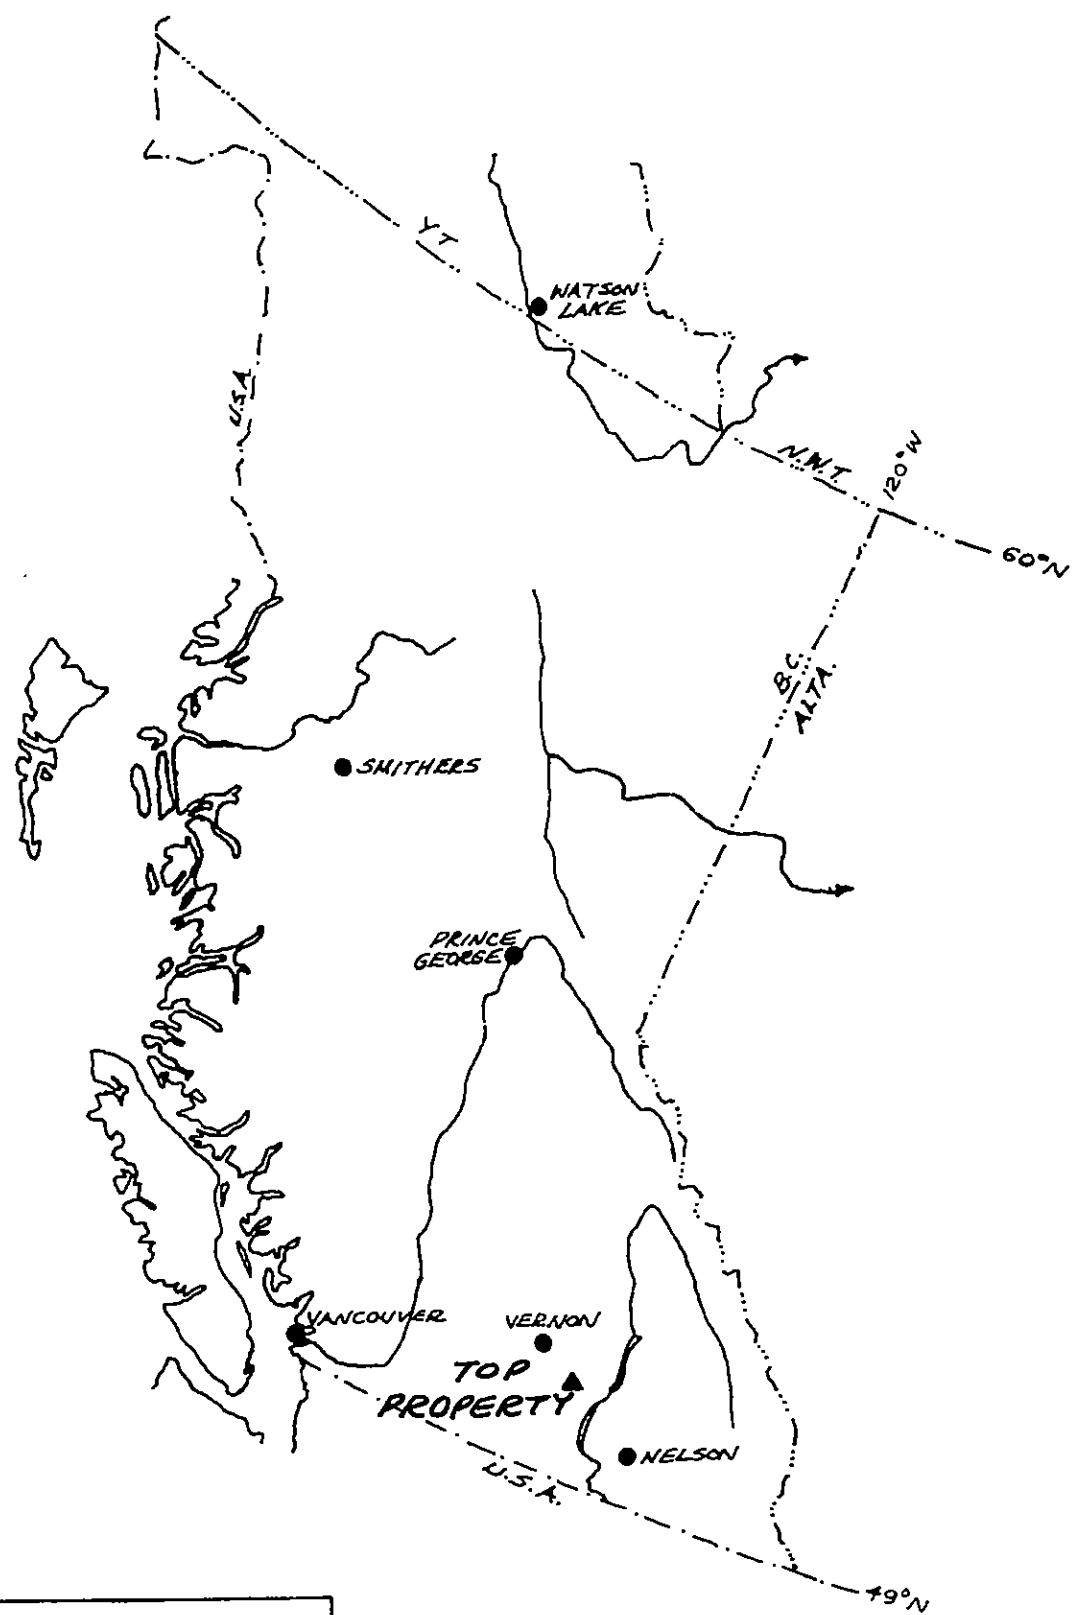 Y T
WATSON
LAKE
U.S.A.
N.W.T.
120°W
60°N
B.C.
ALTA.
SMITHERS
PRINCE
GEORGE
VANCOUVER
VERNON
TOP
PROPERTY
NELSON
U.S.A.
49°N